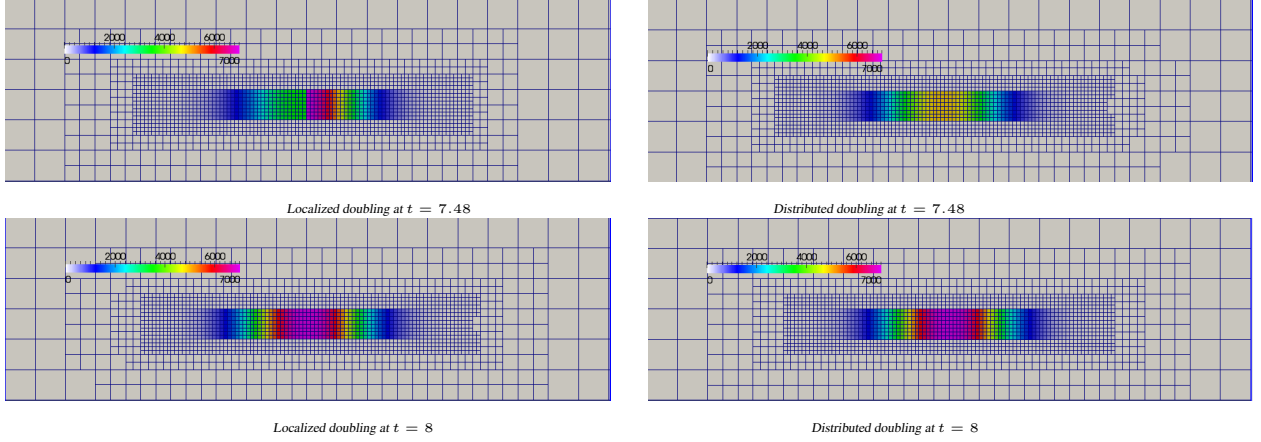 2000 4000 6000
0 7000
2000 4000 6000
0 7000
Localized doubling at t = 7.48
Distributed doubling at t = 7.48
2000 4000 6000
0 7000
2000 4000 6000
0 7000
Localized doubling at t = 8
Distributed doubling at t = 8